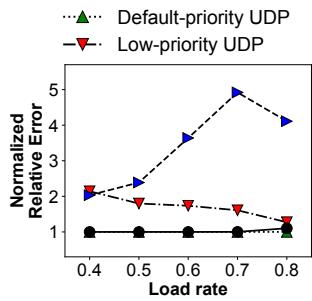 Default-priority UDP
Low-priority UDP
Normalized
Relative Error
5
4
3
2
1
0.4 0.5 0.6 0.7 0.8
Load rate